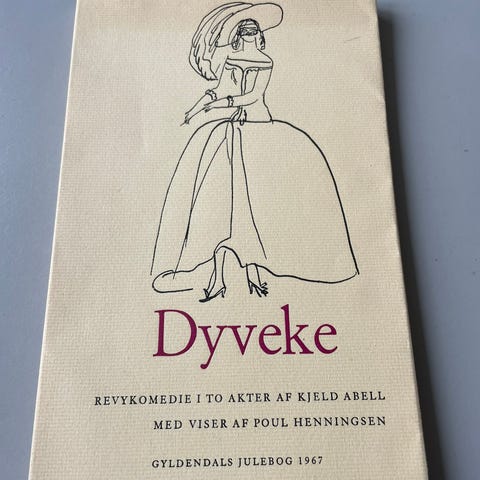 Dyveke
REVYKOMEDIE I TO AKTER AF KJELD ABELL
MED VISER AF POUL HENNINGSEN
GYLDENDALS JULEBOG 1967